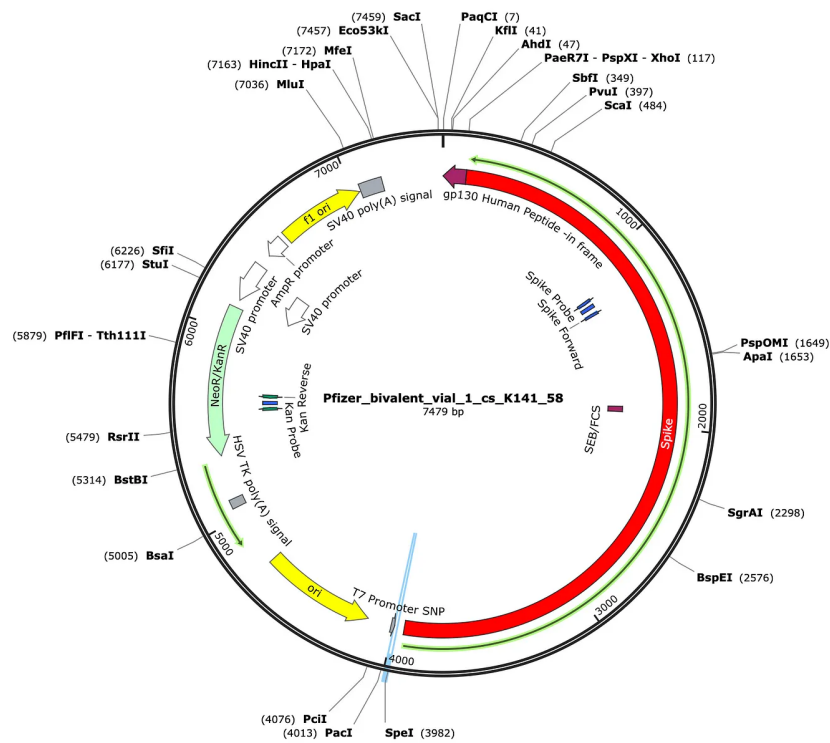 (7459) SacI
(7457) Eco53kI
(7172) MfeI
(7163) HincII - HpaI
(7036) MluI
PaqCI (7)
KflI (41)
AhdI (47)
PaeR7I - PspXI - XhoI (117)
SbfI (349)
PvuI (397)
ScaI (484)
7000
1000
f1 ori
SV40 poly(A) signal
gp130 Human Peptide -in frame
AmpR promoter
SV40 promoter
SV40 promoter
(6226) SfiI
(6177) StuI
6000
(5879) PflFI - Tth111I
NeoR/KanR
Spike Probe
Spike Forward
PspOMI (1649)
ApaI (1653)
2000
Pfizer_bivalent_vial_1_cs_K141_58
7479 bp
Kan Reverse
Kan Probe
SEB/FCS
Spike
(5479) RsrII
(5314) BstBI
HSV TK poly(A) signal
5000
(5005) BsaI
SgrAI (2298)
BspEI (2576)
3000
ori
T7 Promoter SNP
4000
(4076) PciI
(4013) PacI
SpeI (3982)